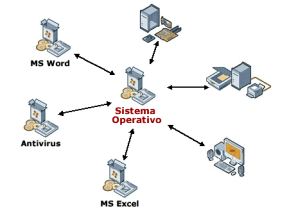 MS Word
Sistema
Operativo
Antivirus
MS Excel